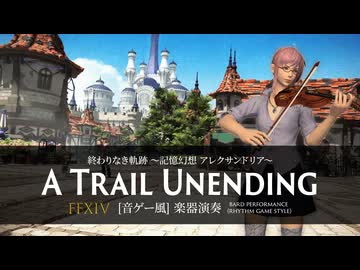 終わりなき軌跡 ～記憶幻想 アレクサンドリア～
A TRAIL UNENDING
FFXIV [音ゲー風] 楽器演奏 BARD PERFORMANCE
(RHYTHM GAME STYLE)